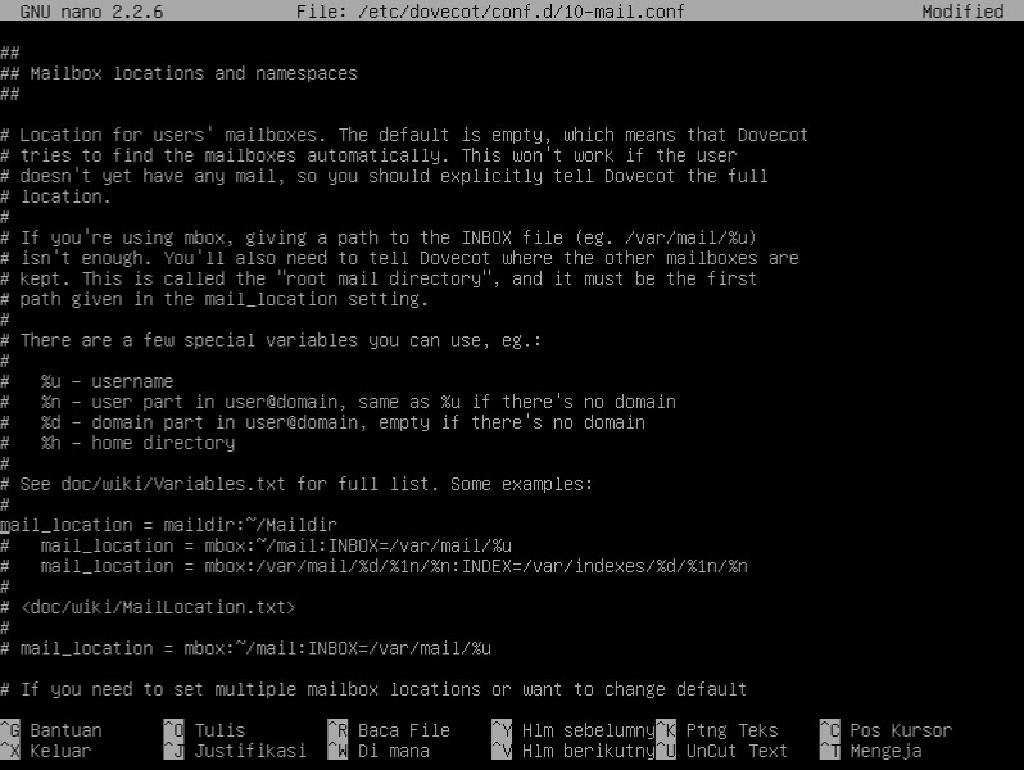 GNU nano 2.2.6 File: /etc/dovecot/conf.d/10-mail.conf Modified
##
## Mailbox locations and namespaces
##
# Location for users' mailboxes. The default is empty, which means that Dovecot
# tries to find the mailboxes automatically. This won't work if the user
# doesn't yet have any mail, so you should explicitly tell Dovecot the full
# location.
#
# If you're using mbox, giving a path to the INBOX file (eg. /var/mail/%u)
# isn't enough. You'll also need to tell Dovecot where the other mailboxes are
# kept. This is called the "root mail directory", and it must be the first
# path given in the mail_location setting.
#
# There are a few special variables you can use, eg.:
#
#   %u - username
#   %n - user part in user@domain, same as %u if there's no domain
#   %d - domain part in user@domain, empty if there's no domain
#   %h - home directory
#
# See doc/wiki/Variables.txt for full list. Some examples:
#
mail_location = maildir:~/Maildir
#   mail_location = mbox:~/mail:INBOX=/var/mail/%u
#   mail_location = mbox:/var/mail/%d/%1n/%n:INDEX=/var/indexes/%d/%1n/%n
#
# <doc/wiki/MailLocation.txt>
#
# mail_location = mbox:~/mail:INBOX=/var/mail/%u
# If you need to set multiple mailbox locations or want to change default
^G Bantuan ^O Tulis ^R Baca File ^Y Hlm sebelumny ^K Ptng Teks ^C Pos Kursor
^X Keluar ^J Justifikasi ^W Di mana ^V Hlm berikutny ^U UnCut Text ^T Mengeja